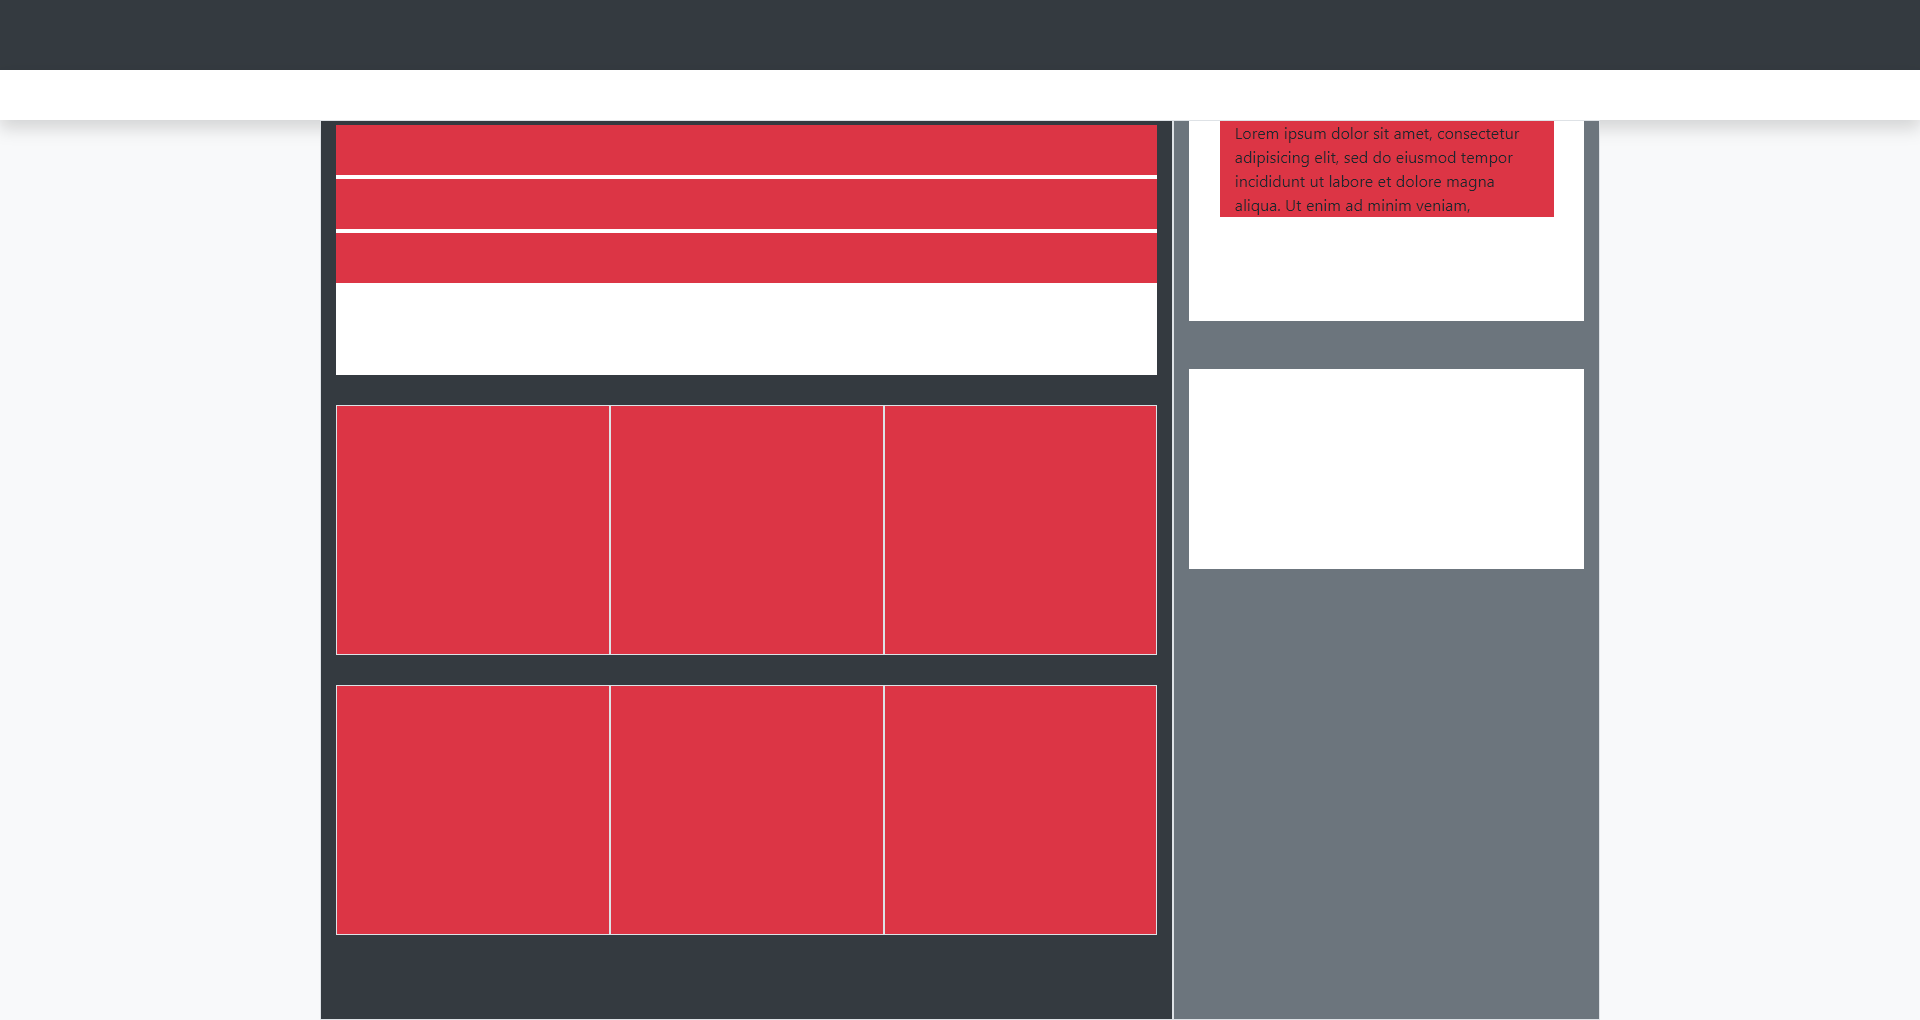 Lorem ipsum dolor sit amet, consectetur
adipisicing elit, sed do eiusmod tempor
incididunt ut labore et dolore magna
aliqua. Ut enim ad minim veniam,